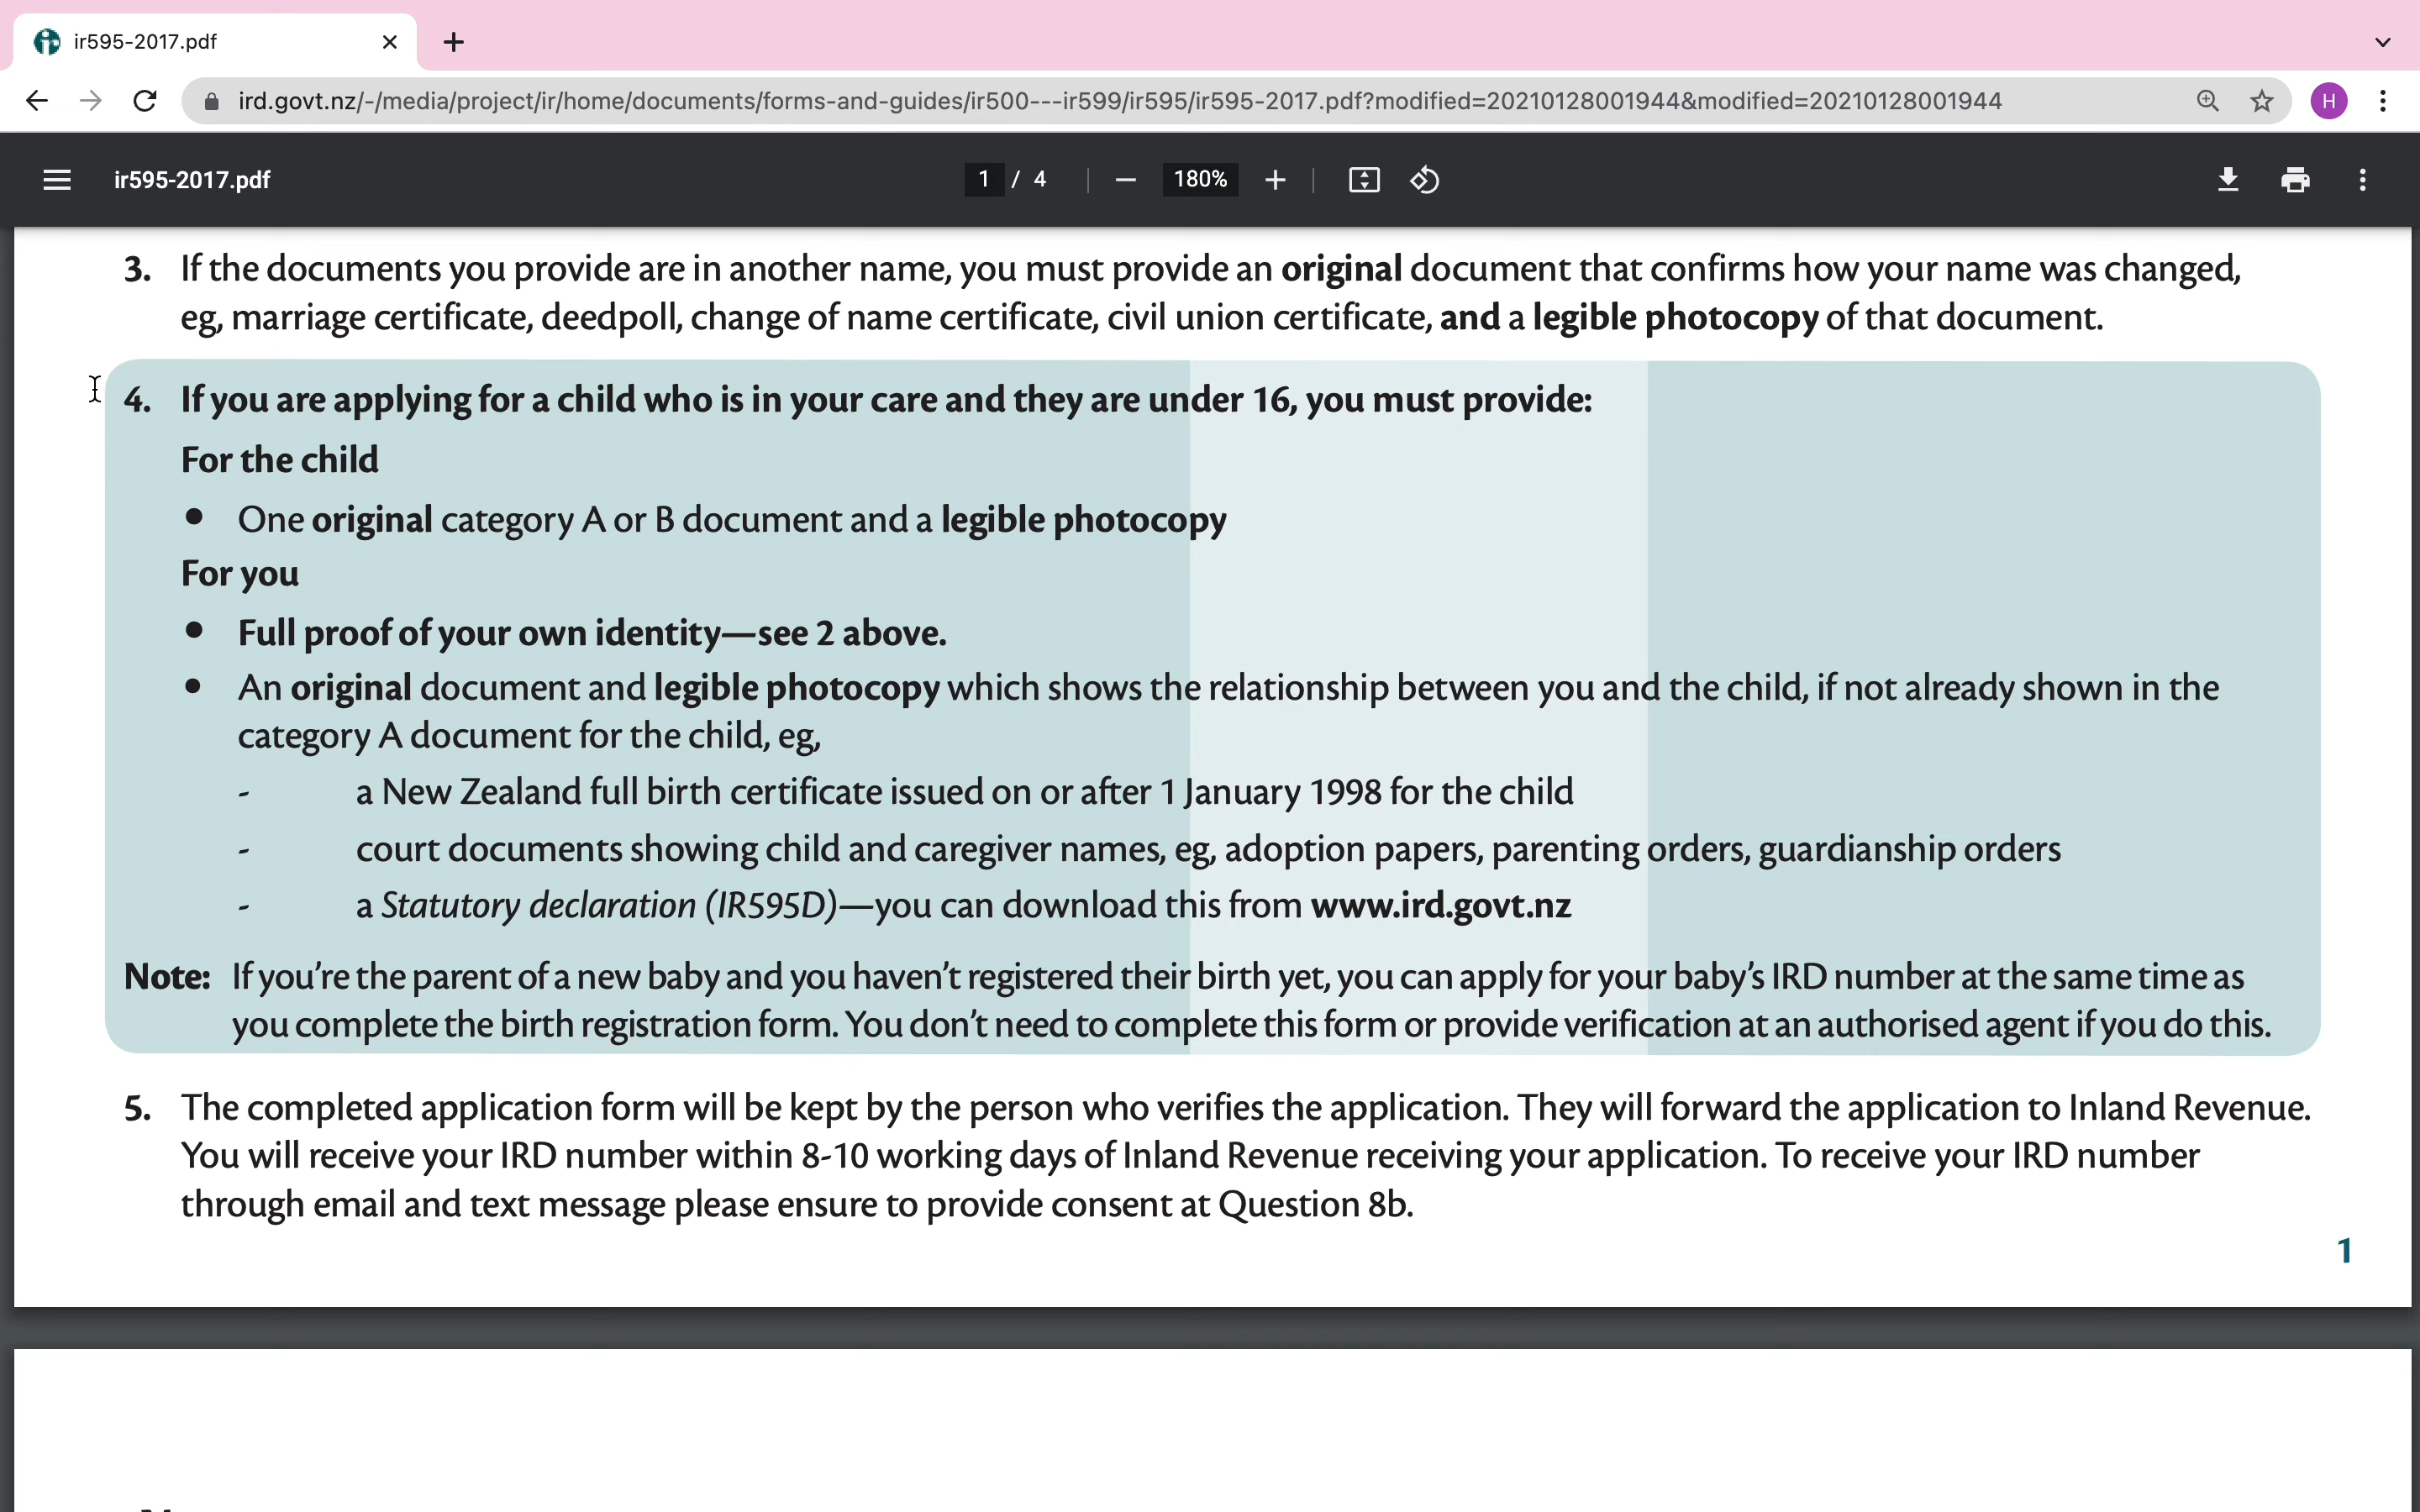 ir595-2017.pdf
ird.govt.nz/-/media/project/ir/home/documents/forms-and-guides/ir500---ir599/ir595/ir595-2017.pdf?modified=20210128001944&modified=20210128001944
H
ir595-2017.pdf
1 / 4
180%
3. If the documents you provide are in another name, you must provide an original document that confirms how your name was changed,
eg, marriage certificate, deedpoll, change of name certificate, civil union certificate, and a legible photocopy of that document.
4. If you are applying for a child who is in your care and they are under 16, you must provide:
For the child
• One original category A or B document and a legible photocopy
For you
• Full proof of your own identity—see 2 above.
• An original document and legible photocopy which shows the relationship between you and the child, if not already shown in the
category A document for the child, eg,
- a New Zealand full birth certificate issued on or after 1 January 1998 for the child
- court documents showing child and caregiver names, eg, adoption papers, parenting orders, guardianship orders
- a Statutory declaration (IR595D)—you can download this from www.ird.govt.nz
Note: If you're the parent of a new baby and you haven't registered their birth yet, you can apply for your baby's IRD number at the same time as
you complete the birth registration form. You don't need to complete this form or provide verification at an authorised agent if you do this.
5. The completed application form will be kept by the person who verifies the application. They will forward the application to Inland Revenue.
You will receive your IRD number within 8-10 working days of Inland Revenue receiving your application. To receive your IRD number
through email and text message please ensure to provide consent at Question 8b.
1